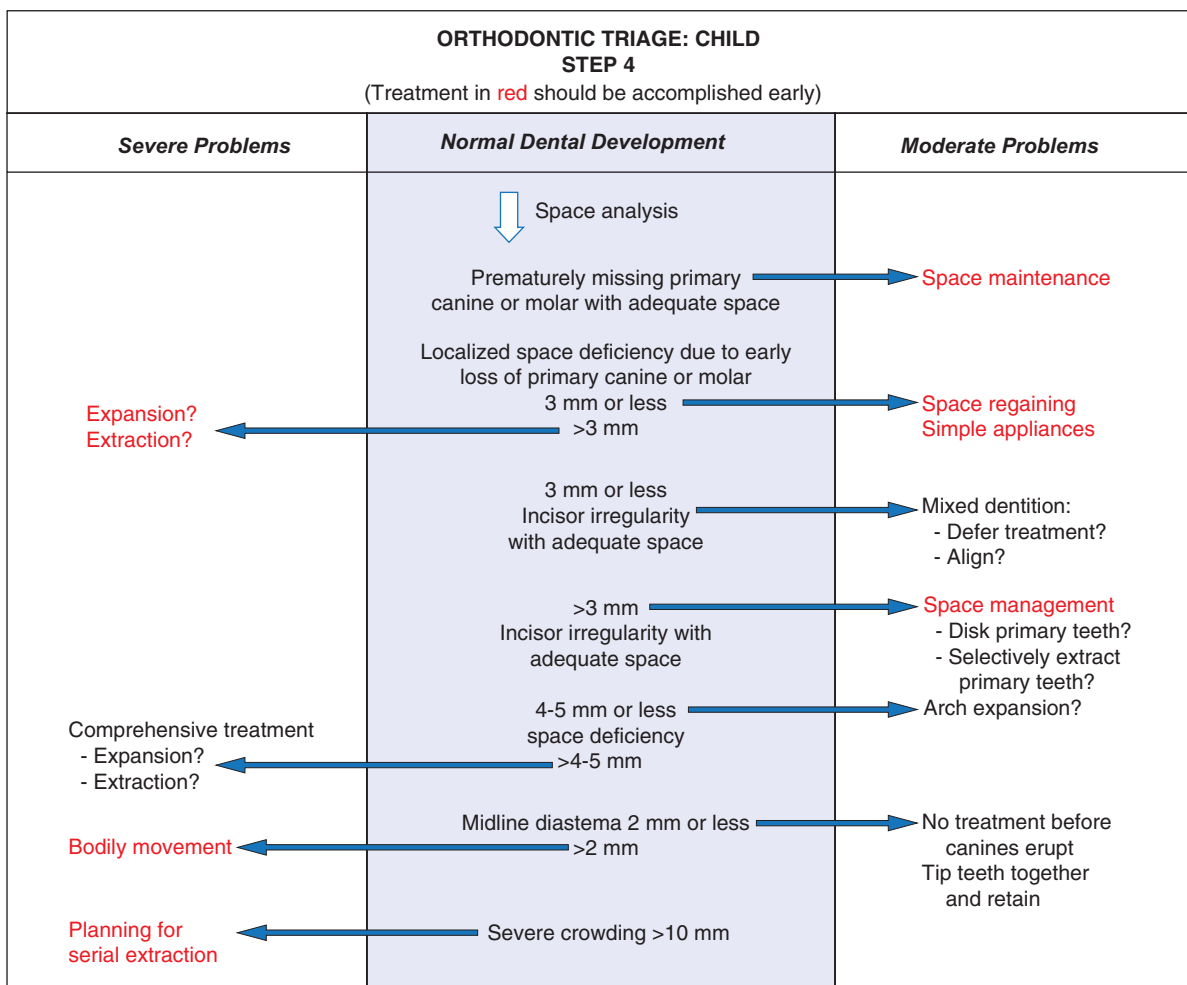 ORTHODONTIC TRIAGE: CHILD
STEP 4
(Treatment in red should be accomplished early)
Severe Problems
Normal Dental Development
Moderate Problems
Space analysis
Prematurely missing primary
canine or molar with adequate space
Space maintenance
Localized space deficiency due to early
loss of primary canine or molar
3 mm or less
>3 mm
Expansion?
Extraction?
Space regaining
Simple appliances
3 mm or less
Incisor irregularity
with adequate space
Mixed dentition:
- Defer treatment?
- Align?
>3 mm
Incisor irregularity with
adequate space
Space management
- Disk primary teeth?
- Selectively extract
primary teeth?
4-5 mm or less
space deficiency
>4-5 mm
Arch expansion?
Comprehensive treatment
- Expansion?
- Extraction?
Midline diastema 2 mm or less
>2 mm
No treatment before
canines erupt
Tip teeth together
and retain
Bodily movement
Planning for
serial extraction
Severe crowding >10 mm